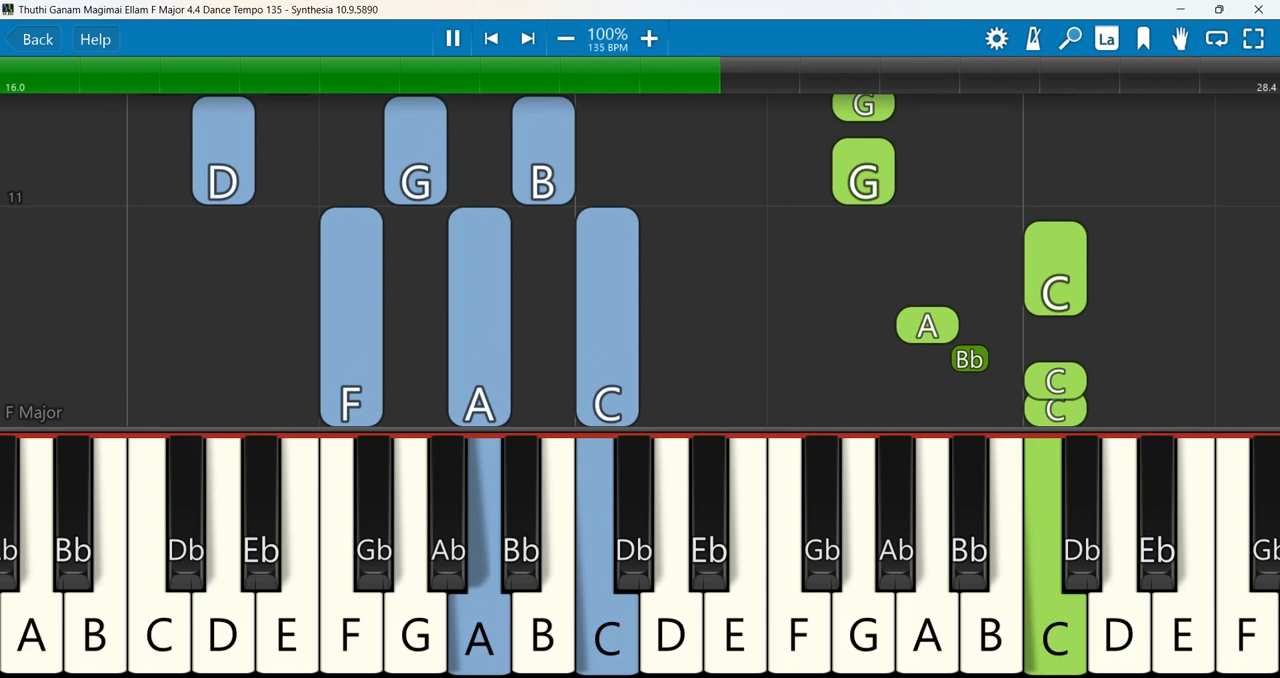 Thuthi Ganam Magimai Ellam F Major 4.4 Dance Tempo 135 - Synthesia 10.9.5890
Back Help 100% La
135 BPM
16.0 28.4
G
D G B G
11
C
A
Bb
C
F A C C
F Major
b Bb Db Eb Gb Ab Bb Db Eb Gb Ab Bb Db Eb Gb
A B C D E F G A B C D E F G A B C D E F